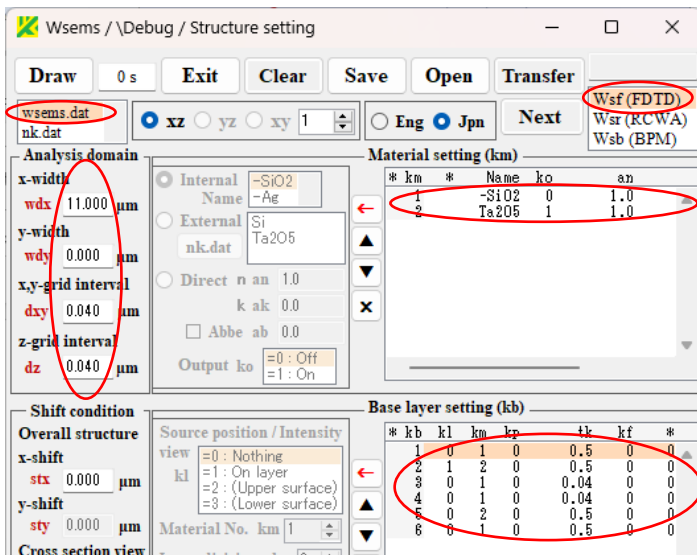 Wsems / \Debug / Structure setting
Draw 0 s Exit Clear Save Open Transfer
wsems.dat
nk.dat
xz yz xy 1
Eng Jpn
Next
Wsf (FDTD)
Wsr (RCWA)
Wsb (BPM)
Analysis domain
x-width
wdx 11.000 μm
y-width
wdy 0.000 μm
x,y-grid interval
dxy 0.040 μm
z-grid interval
dz 0.040 μm
Internal Name
-SiO2
-Ag
External
nk.dat
Si
Ta2O5
Direct n an 1.0
k ak 0.0
Abbe ab 0.0
Output ko
=0 : Off
=1 : On
Material setting (km)
* km * Name ko an
1 -SiO2 0 1.0
2 Ta2O5 1 1.0
Shift condition
Overall structure
x-shift
stx 0.000 μm
y-shift
sty 0.000 μm
Cross section view
Source position / Intensity
view kl
=0 : Nothing
=1 : On layer
=2 : (Upper surface)
=3 : (Lower surface)
Material No. km 1
Base layer setting (kb)
* kb kl km kp tk kf *
1 0 1 0 0.5 0 0
2 1 2 0 0.5 0 0
3 0 1 0 0.04 0 0
4 0 1 0 0.04 0 0
5 0 2 0 0.5 0 0
6 0 1 0 0.5 0 0